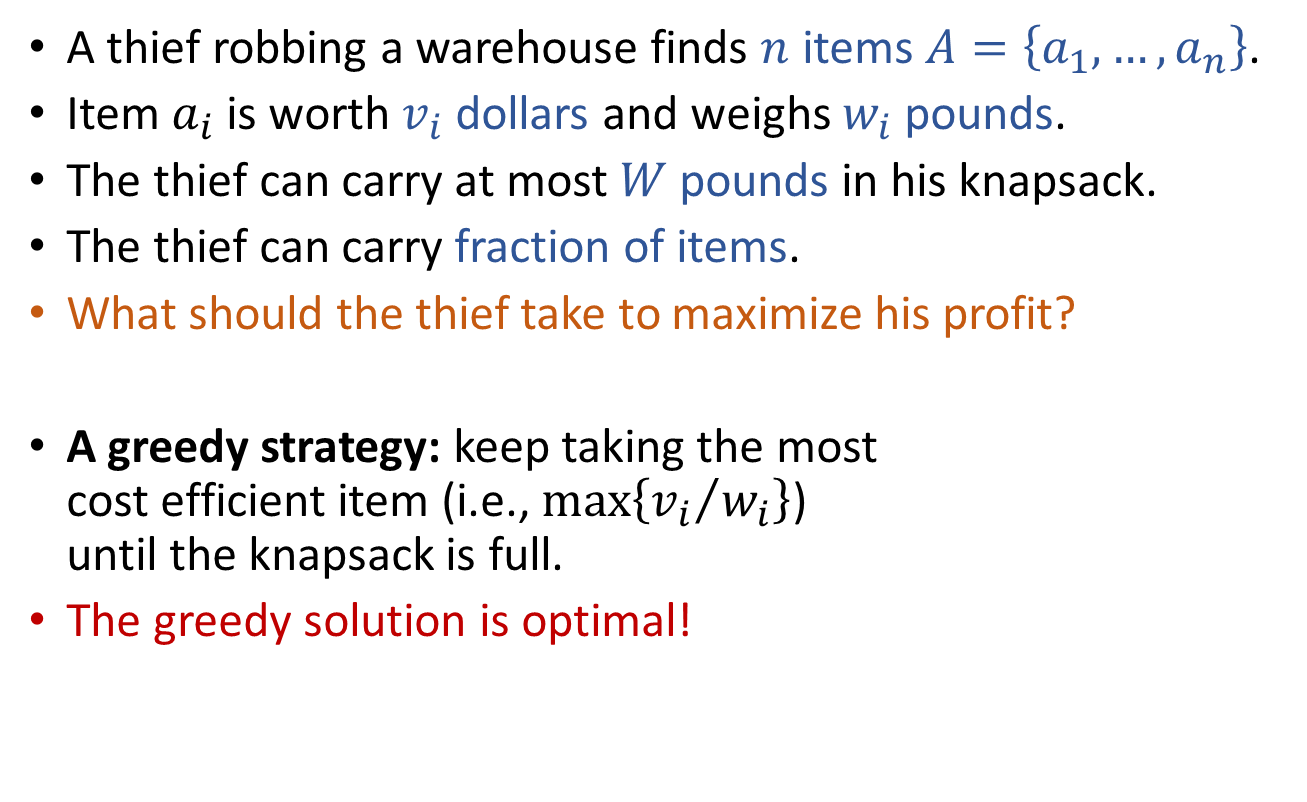 • A thief robbing a warehouse finds n items A = {a₁, … , aₙ}.
• Item aᵢ is worth vᵢ dollars and weighs wᵢ pounds.
• The thief can carry at most W pounds in his knapsack.
• The thief can carry fraction of items.
• What should the thief take to maximize his profit?
• A greedy strategy: keep taking the most
cost efficient item (i.e., max{vᵢ/wᵢ})
until the knapsack is full.
• The greedy solution is optimal!